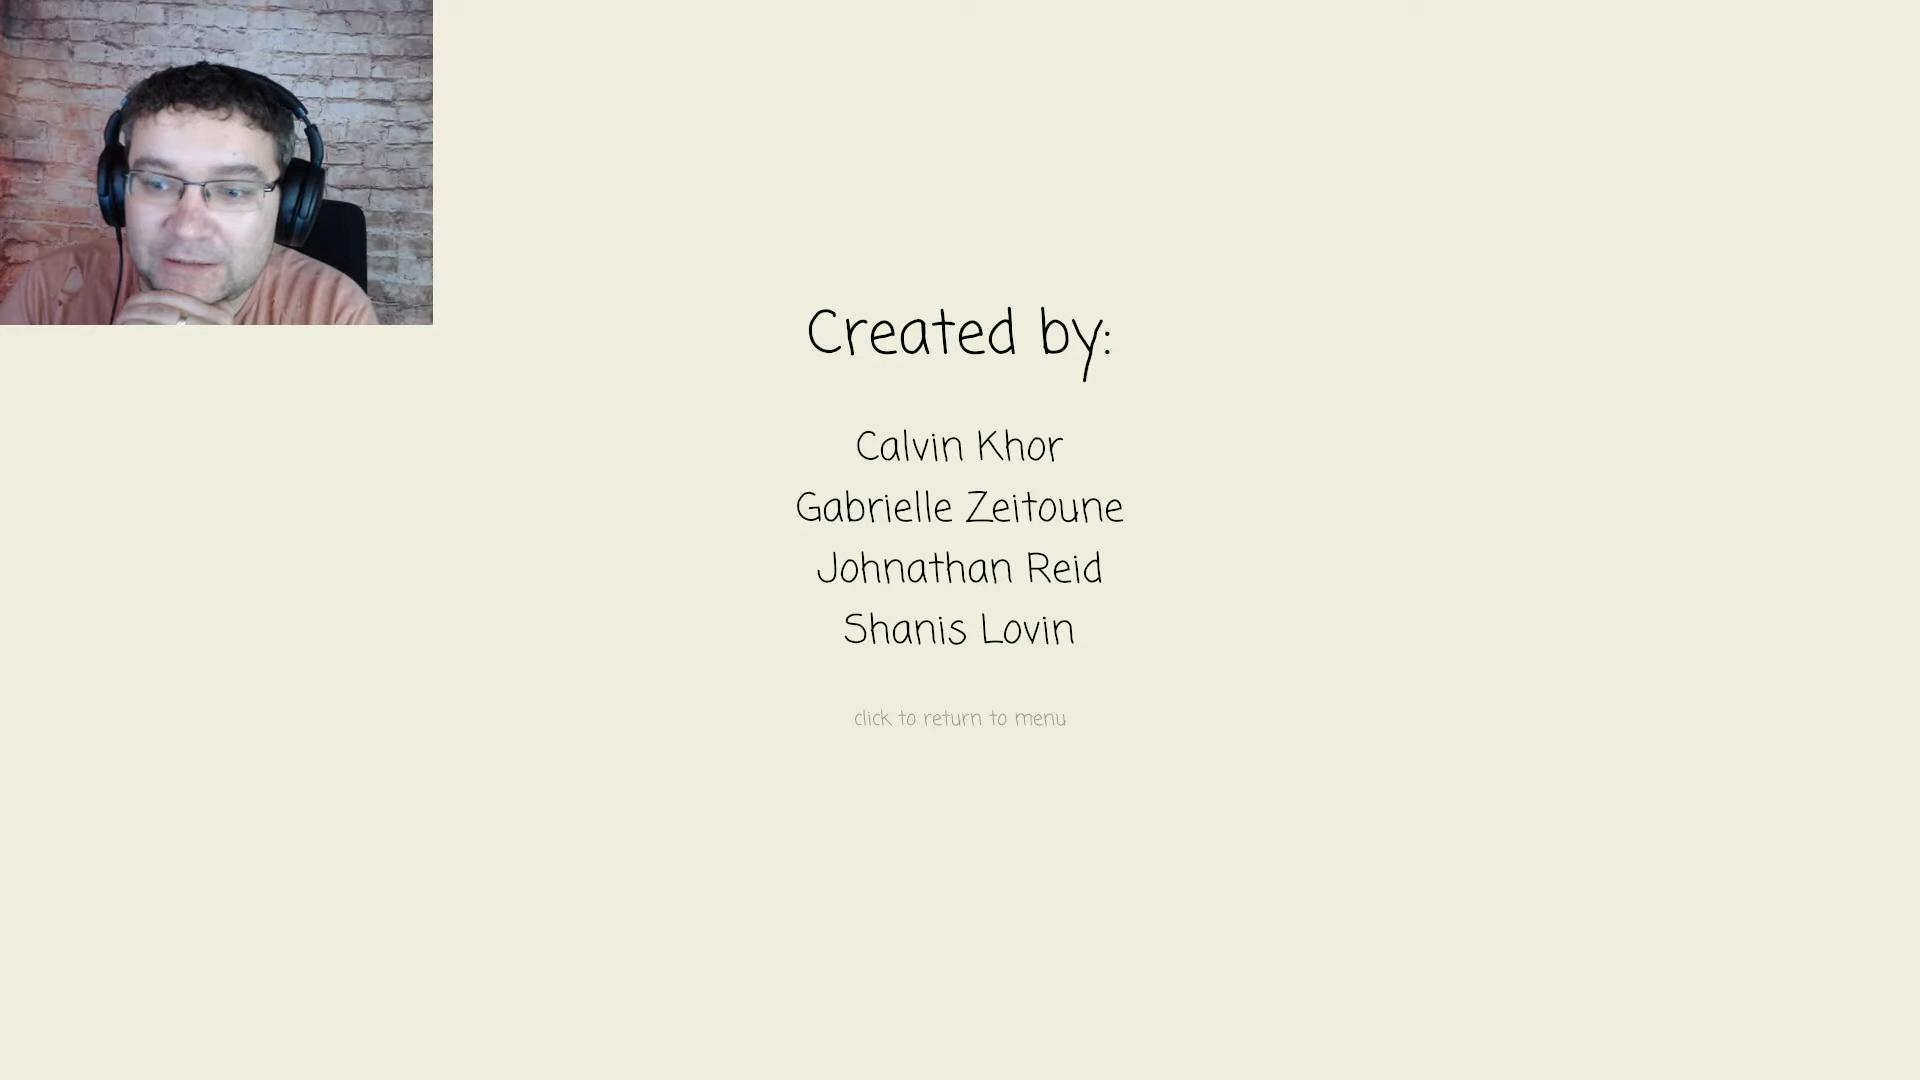 Created by:
Calvin Khor
Gabrielle Zeitoune
Johnathan Reid
Shanis Lovin
click to return to menu